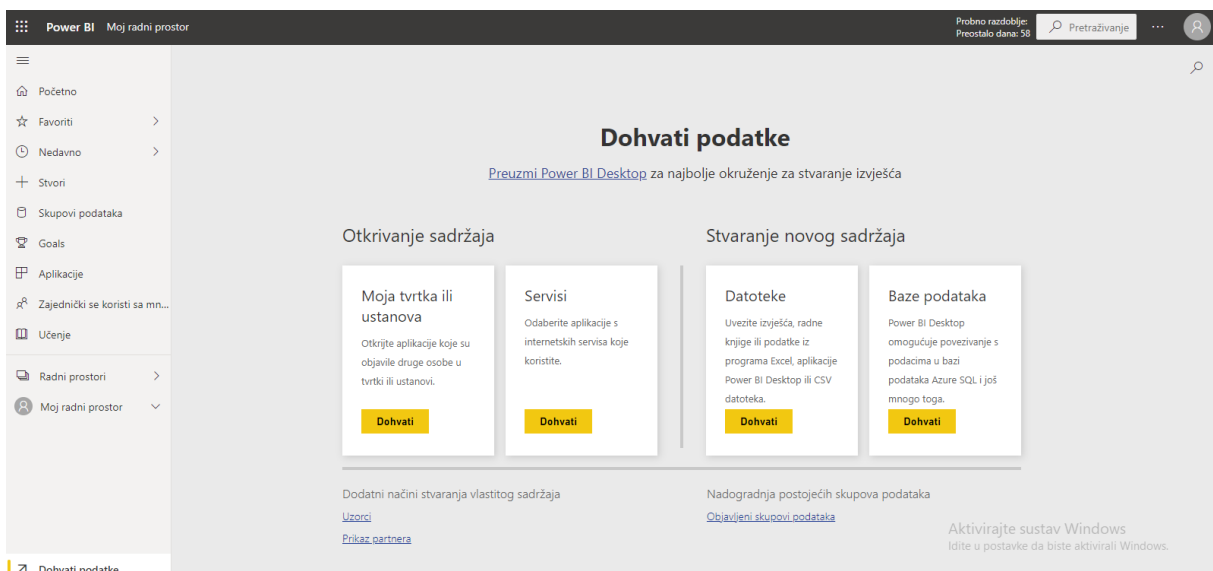 Power BI Moj radni prostor
Probno razdoblje:
Preostalo dana: 58
Pretraživanje
Početno
Favoriti
Nedavno
Stvori
Skupovi podataka
Goals
Aplikacije
Zajednički se koristi sa mn...
Učenje
Radni prostori
Moj radni prostor
Dohvati podatke
Dohvati podatke
Preuzmi Power BI Desktop za najbolje okruženje za stvaranje izvješća
Otkrivanje sadržaja
Moja tvrtka ili
ustanova
Otkrijte aplikacije koje su
objavile druge osobe u
tvrtki ili ustanovi.
Dohvati
Servisi
Odaberite aplikacije s
internetskih servisa koje
koristite.
Dohvati
Stvaranje novog sadržaja
Datoteke
Uvezite izvješća, radne
knjige ili podatke iz
programa Excel, aplikacije
Power BI Desktop ili CSV
datoteka.
Dohvati
Baze podataka
Power BI Desktop
omogućuje povezivanje s
podacima u bazi
podataka Azure SQL i još
mnogo toga.
Dohvati
Dodatni načini stvaranja vlastitog sadržaja
Uzorci
Prikaz partnera
Nadogradnja postojećih skupova podataka
Objavljeni skupovi podataka
Aktivirajte sustav Windows
Idite u postavke da biste aktivirali Windows.